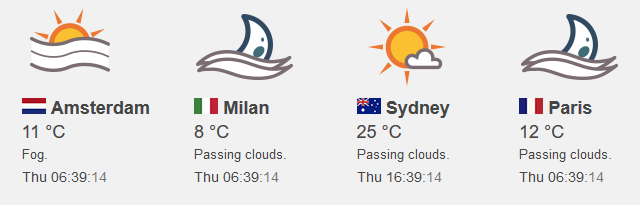 Amsterdam
11 °C
Fog.
Thu 06:39:14
Milan
8 °C
Passing clouds.
Thu 06:39:14
Sydney
25 °C
Passing clouds.
Thu 16:39:14
Paris
12 °C
Passing clouds.
Thu 06:39:14